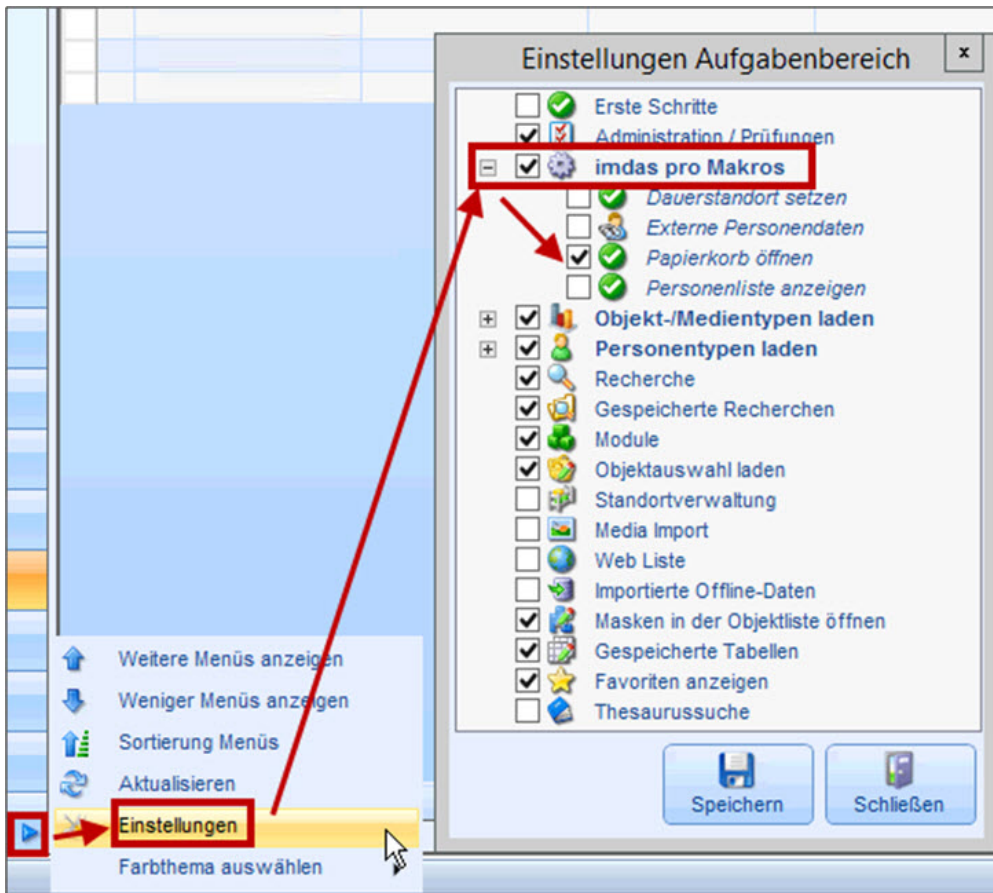 Einstellungen Aufgabenbereich
x
Erste Schritte
Administration / Prüfungen
imdas pro Makros
Dauerstandort setzen
Externe Personendaten
Papierkorb öffnen
Personenliste anzeigen
Objekt-/Medientypen laden
Personentypen laden
Recherche
Gespeicherte Recherchen
Module
Objektauswahl laden
Standortverwaltung
Media Import
Web Liste
Importierte Offline-Daten
Masken in der Objektliste öffnen
Gespeicherte Tabellen
Favoriten anzeigen
Thesaurussuche
Speichern
Schließen
Weitere Menüs anzeigen
Weniger Menüs anzeigen
Sortierung Menüs
Aktualisieren
Einstellungen
Farbthema auswählen